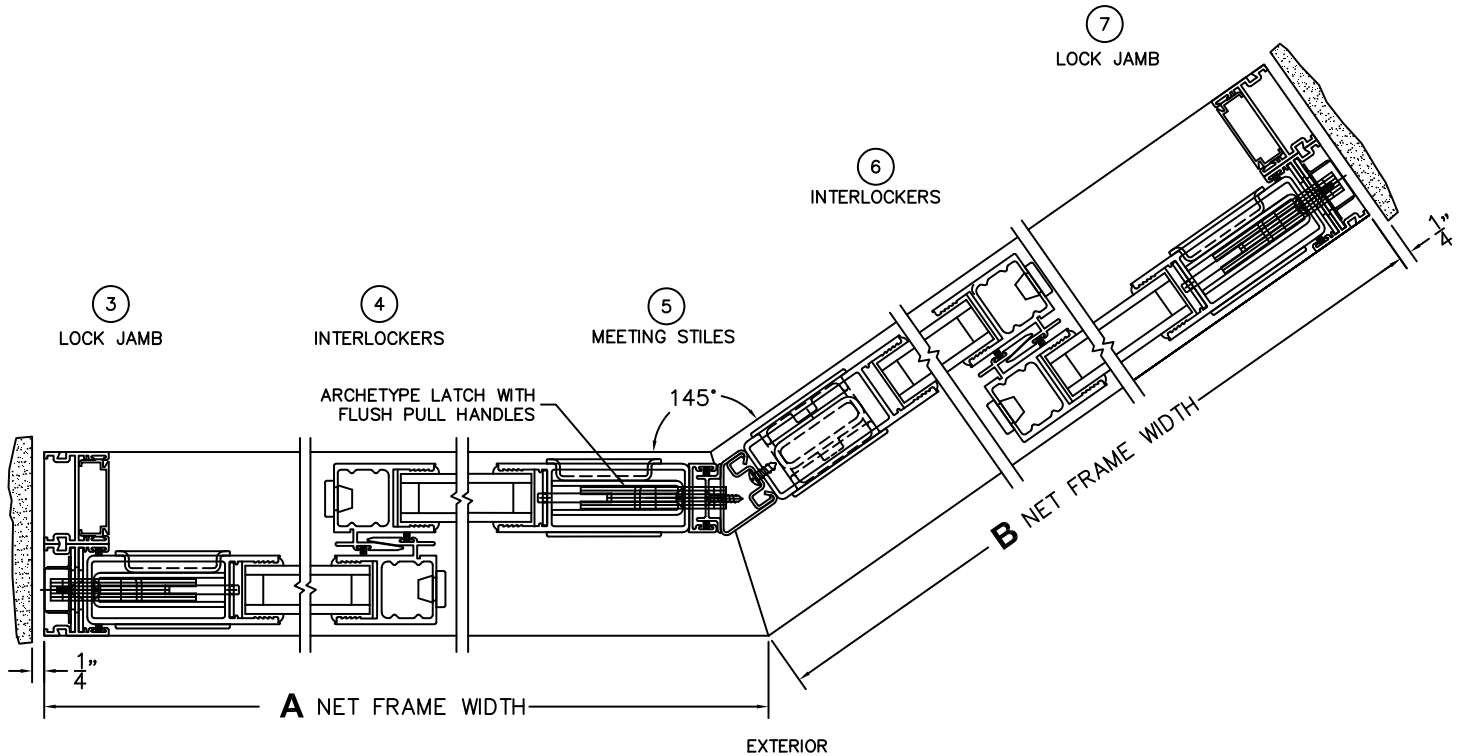 7
LOCK JAMB
6
INTERLOCKERS
1/4"
3
LOCK JAMB
4
INTERLOCKERS
5
MEETING STILES
ARCHETYPE LATCH WITH
FLUSH PULL HANDLES
145°
B NET FRAME WIDTH
1/4"
A NET FRAME WIDTH
EXTERIOR